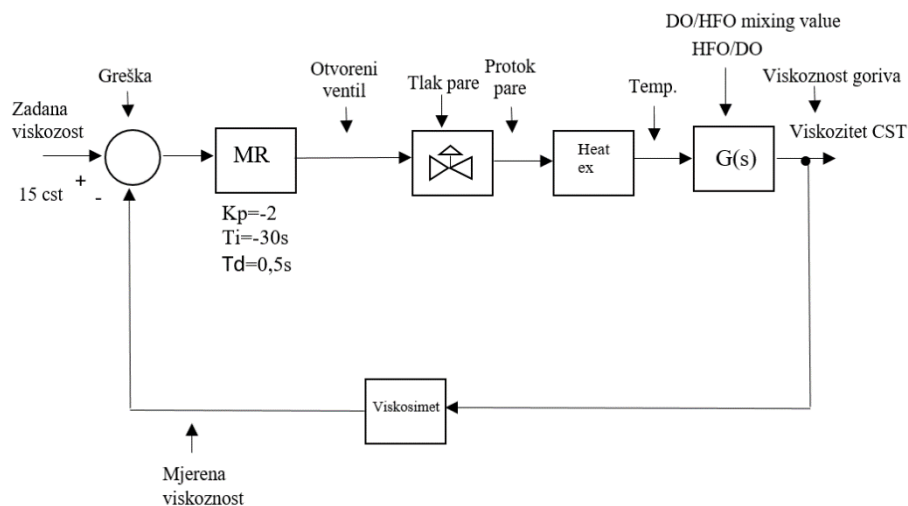 DO/HFO mixing value
HFO/DO
Greška
Otvoreni
ventil
Tlak pare
Protok
pare
Temp.
Viskoznost goriva
Zadana
viskozost
MR
Heat
ex
G(s)
Viskozitet CST
15 cst
+
-
Kp=-2
Ti=-30s
Td=0,5s
Viskosimet
Mjerena
viskoznost